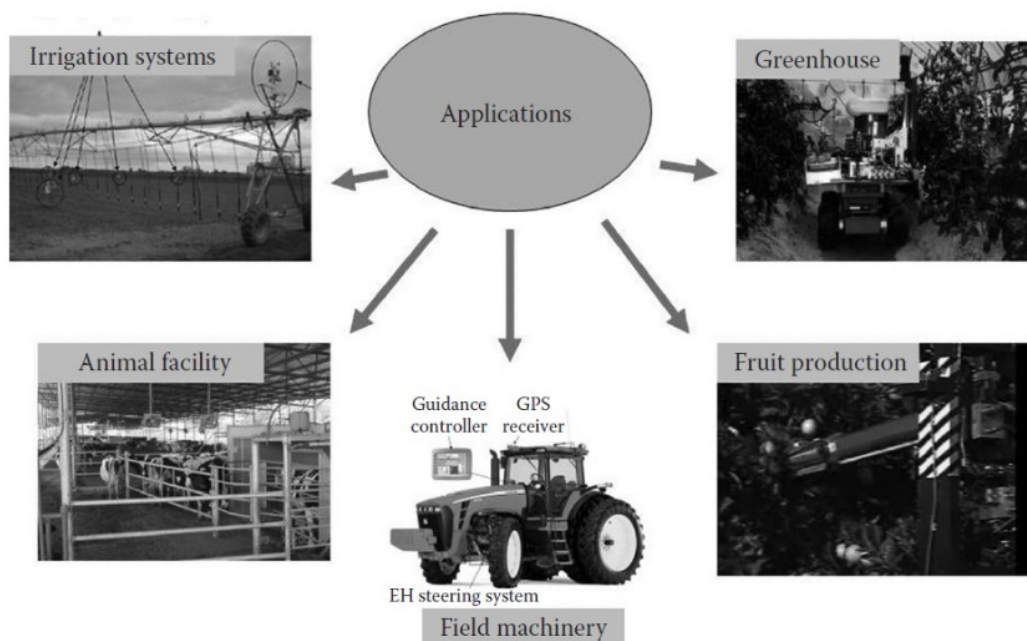 Irrigation systems
Applications
Greenhouse
Animal facility
Guidance
controller
GPS
receiver
EH steering system
Field machinery
Fruit production